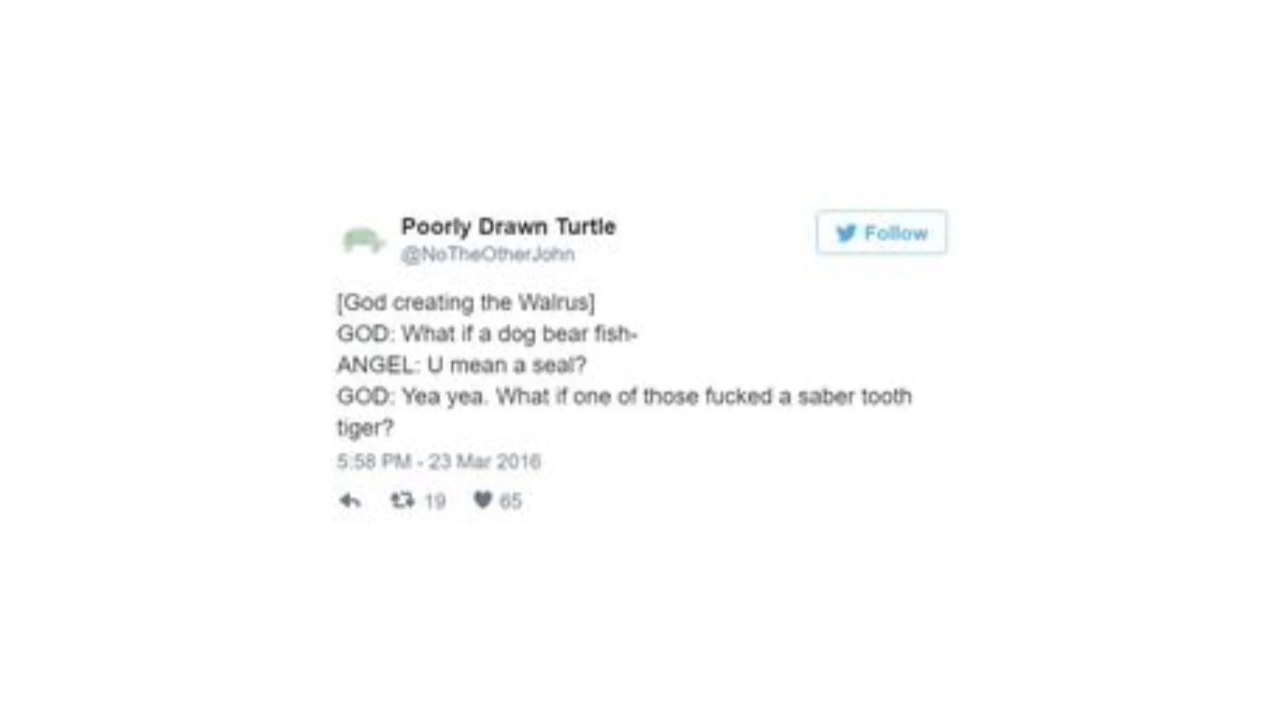 Poorly Drawn Turtle
Follow
@NoTheOtherJohn
[God creating the Walrus]
GOD: What if a dog bear fish-
ANGEL: U mean a seal?
GOD: Yea yea. What if one of those fucked a saber tooth
tiger?
5:58 PM - 23 Mar 2016
19 65